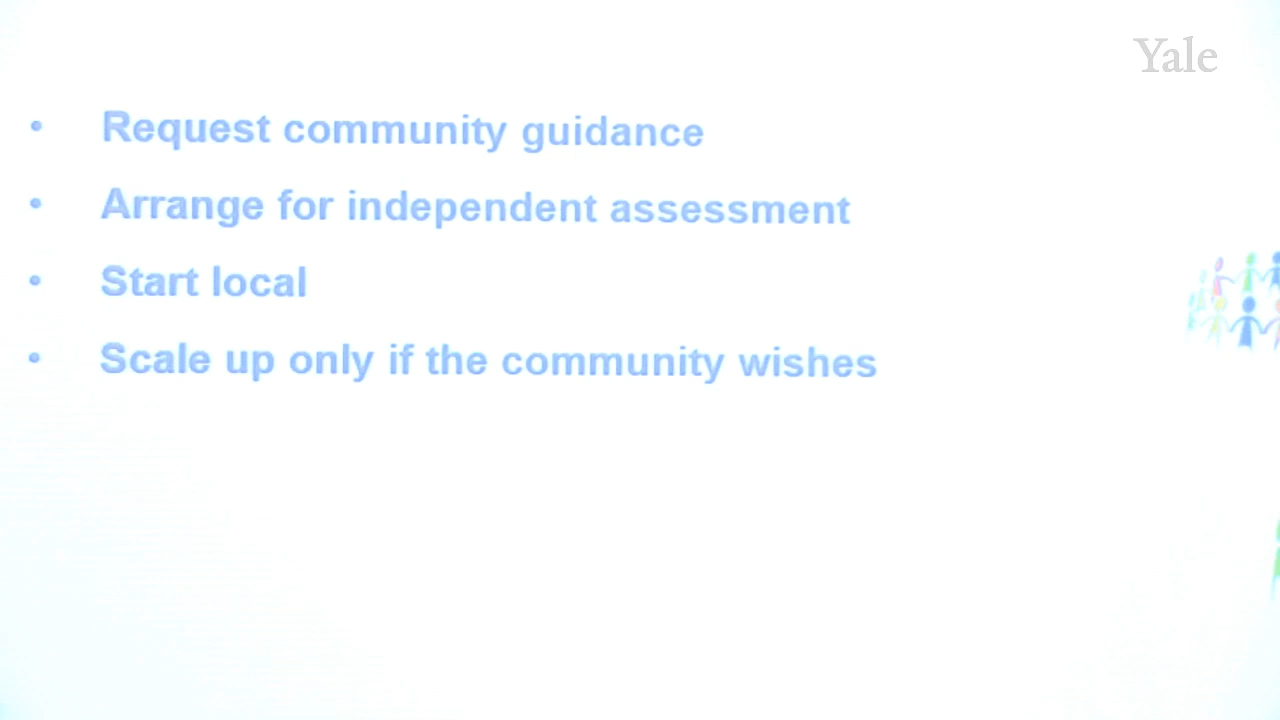 Yale
• Request community guidance
• Arrange for independent assessment
• Start local
• Scale up only if the community wishes